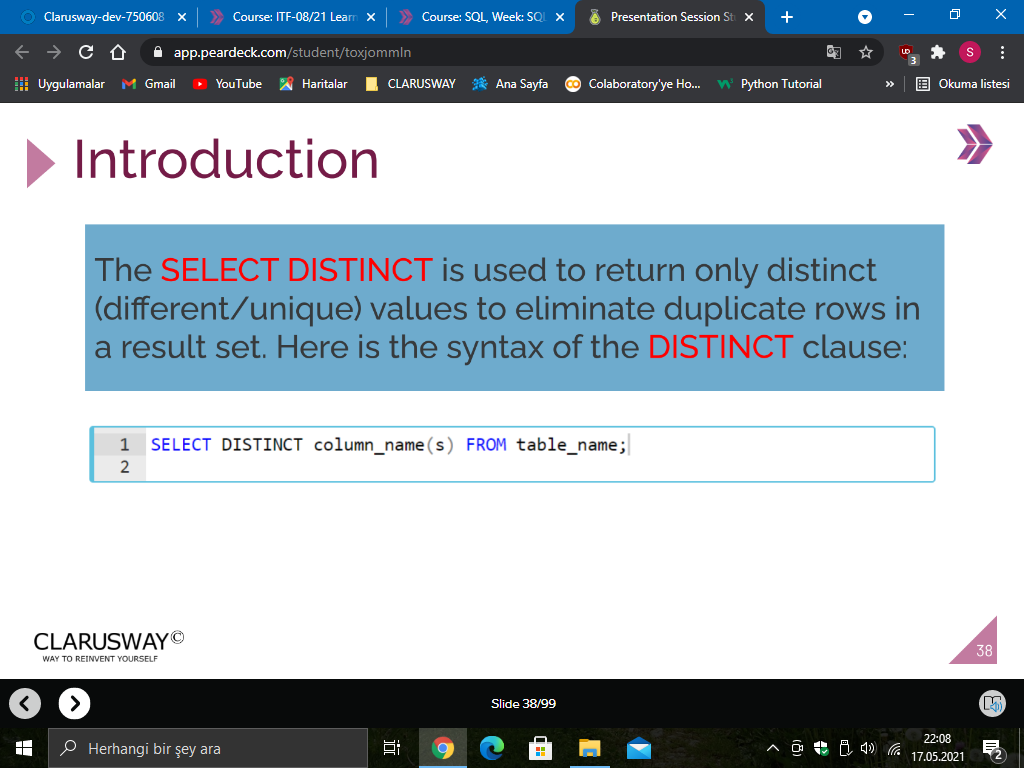 Clarusway-dev-750608
Course: ITF-08/21 Learn
Course: SQL, Week: SQL
Presentation Session St
app.peardeck.com/student/toxjommln
3
S
Uygulamalar
Gmail
YouTube
Haritalar
CLARUSWAY
Ana Sayfa
Colaboratory'ye Ho...
Python Tutorial
»
Okuma listesi
Introduction
The SELECT DISTINCT is used to return only distinct
(different/unique) values to eliminate duplicate rows in
a result set. Here is the syntax of the DISTINCT clause:
1 SELECT DISTINCT column_name(s) FROM table_name;
2
CLARUSWAY©
WAY TO REINVENT YOURSELF
38
Slide 38/99
Herhangi bir şey ara
22:08
17.05.2021
2